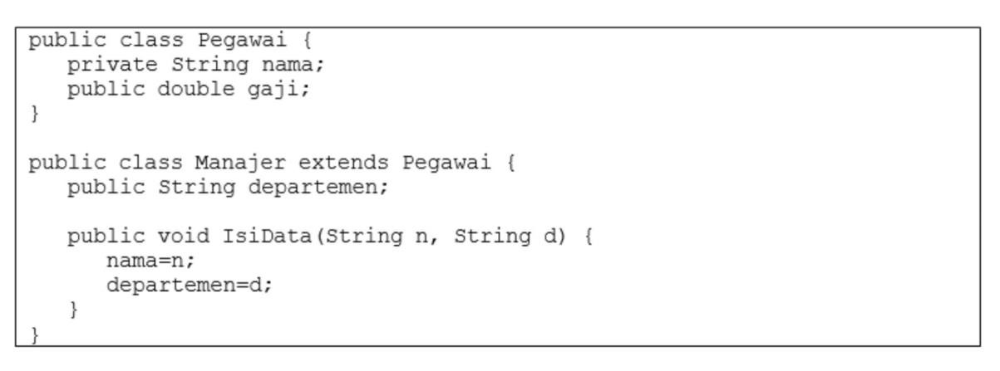 public class Pegawai {
private String nama;
public double gaji;
}
public class Manajer extends Pegawai {
public String departemen;
public void IsiData(String n, String d) {
nama=n;
departemen=d;
}
}